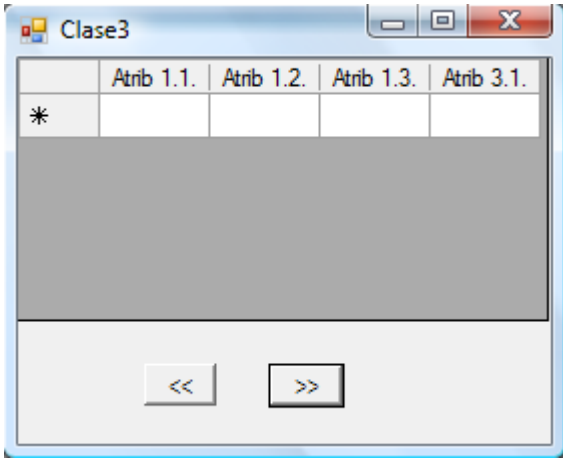 Clase3
Atrib 1.1. Atrib 1.2. Atrib 1.3. Atrib 3.1.
*
<< >>